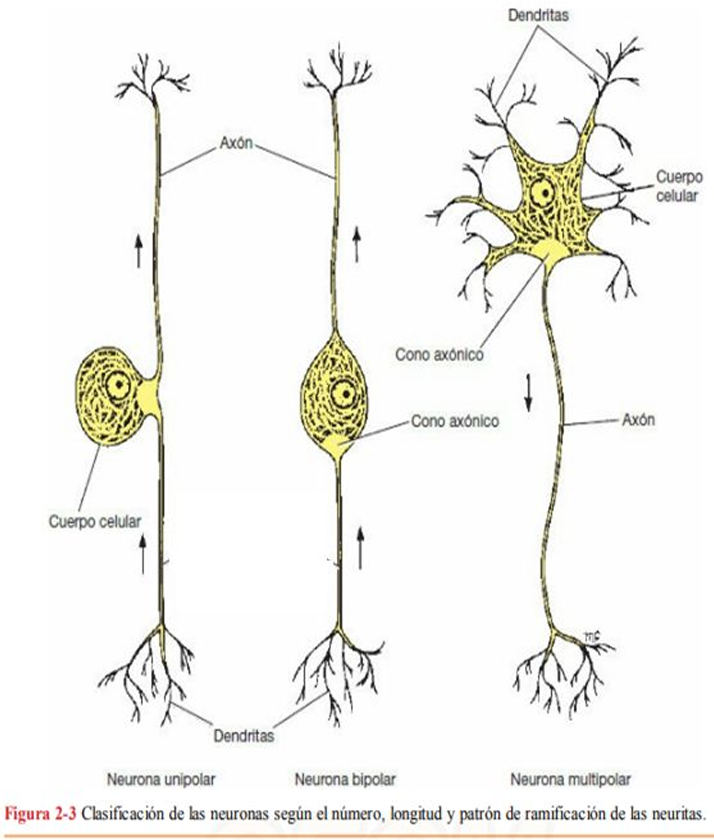 Dendritas
Axón
Cuerpo
celular
Cono axónico
Cono axónico
Axón
Cuerpo celular
Dendritas
Neurona unipolar
Neurona bipolar
Neurona multipolar
Figura 2-3 Clasificación de las neuronas según el número, longitud y patrón de ramificación de las neuritas.